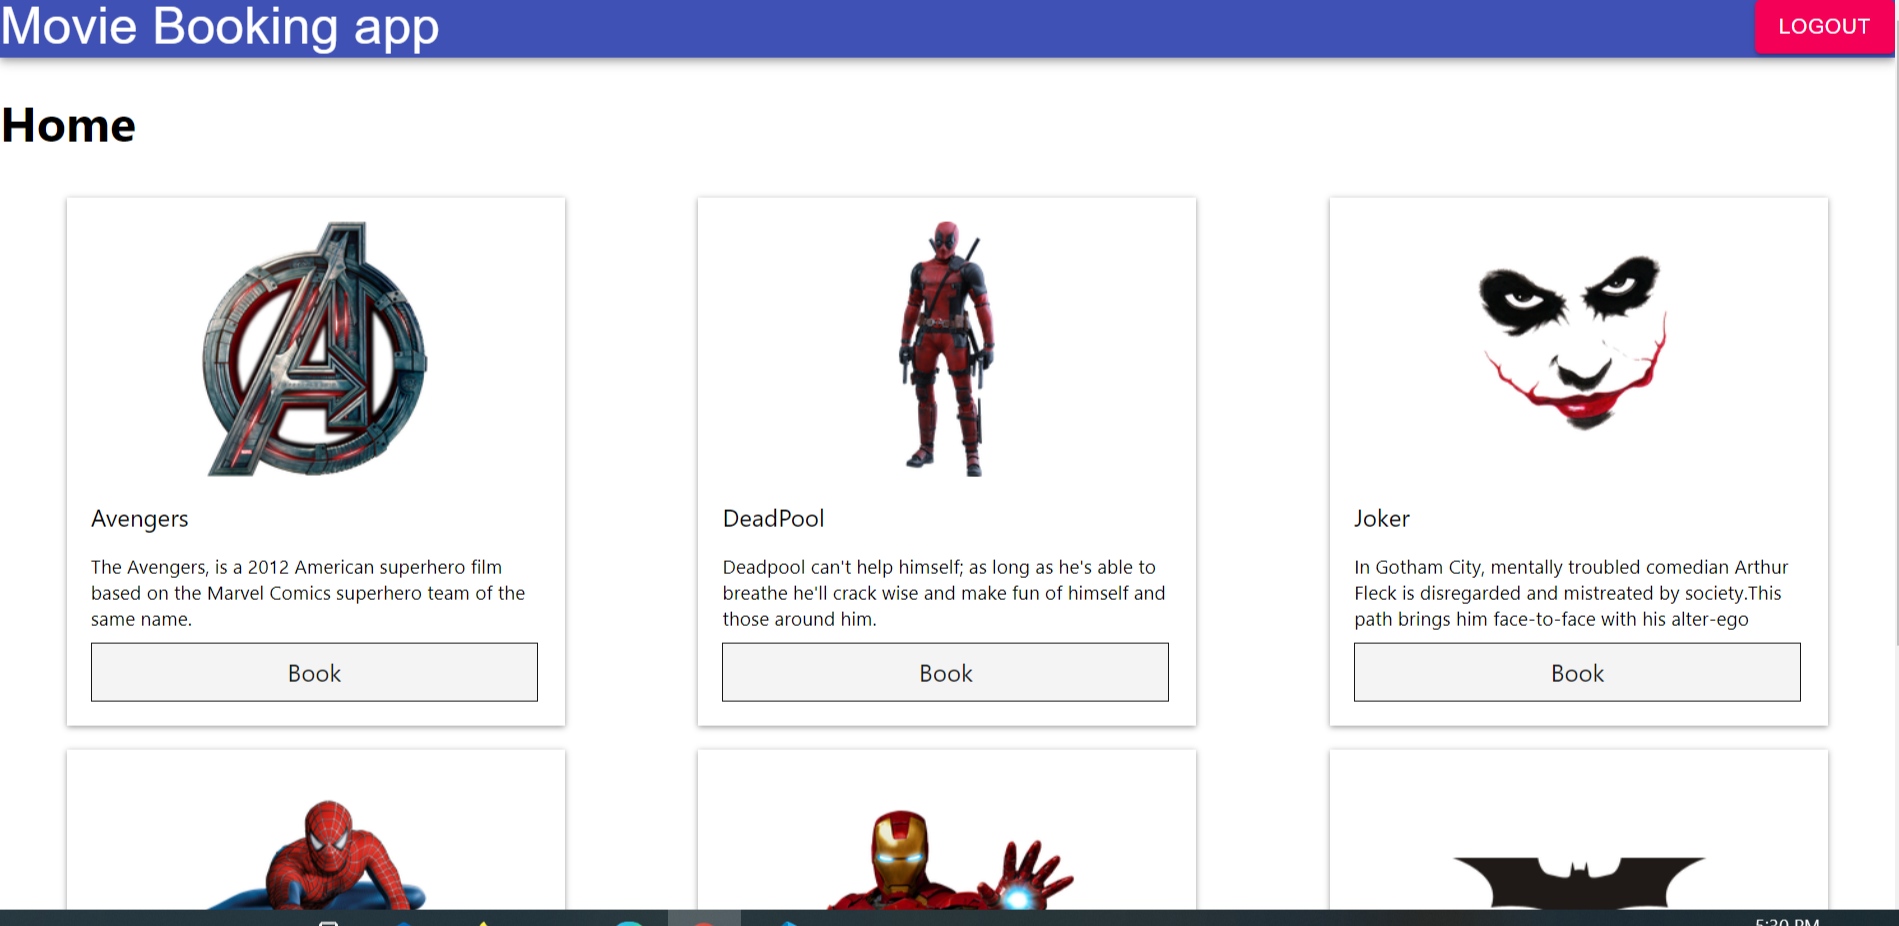 Movie Booking app
LOGOUT
Home
Avengers
The Avengers, is a 2012 American superhero film
based on the Marvel Comics superhero team of the
same name.
Book
DeadPool
Deadpool can't help himself; as long as he's able to
breathe he'll crack wise and make fun of himself and
those around him.
Book
Joker
In Gotham City, mentally troubled comedian Arthur
Fleck is disregarded and mistreated by society.This
path brings him face-to-face with his alter-ego
Book
5:30 PM